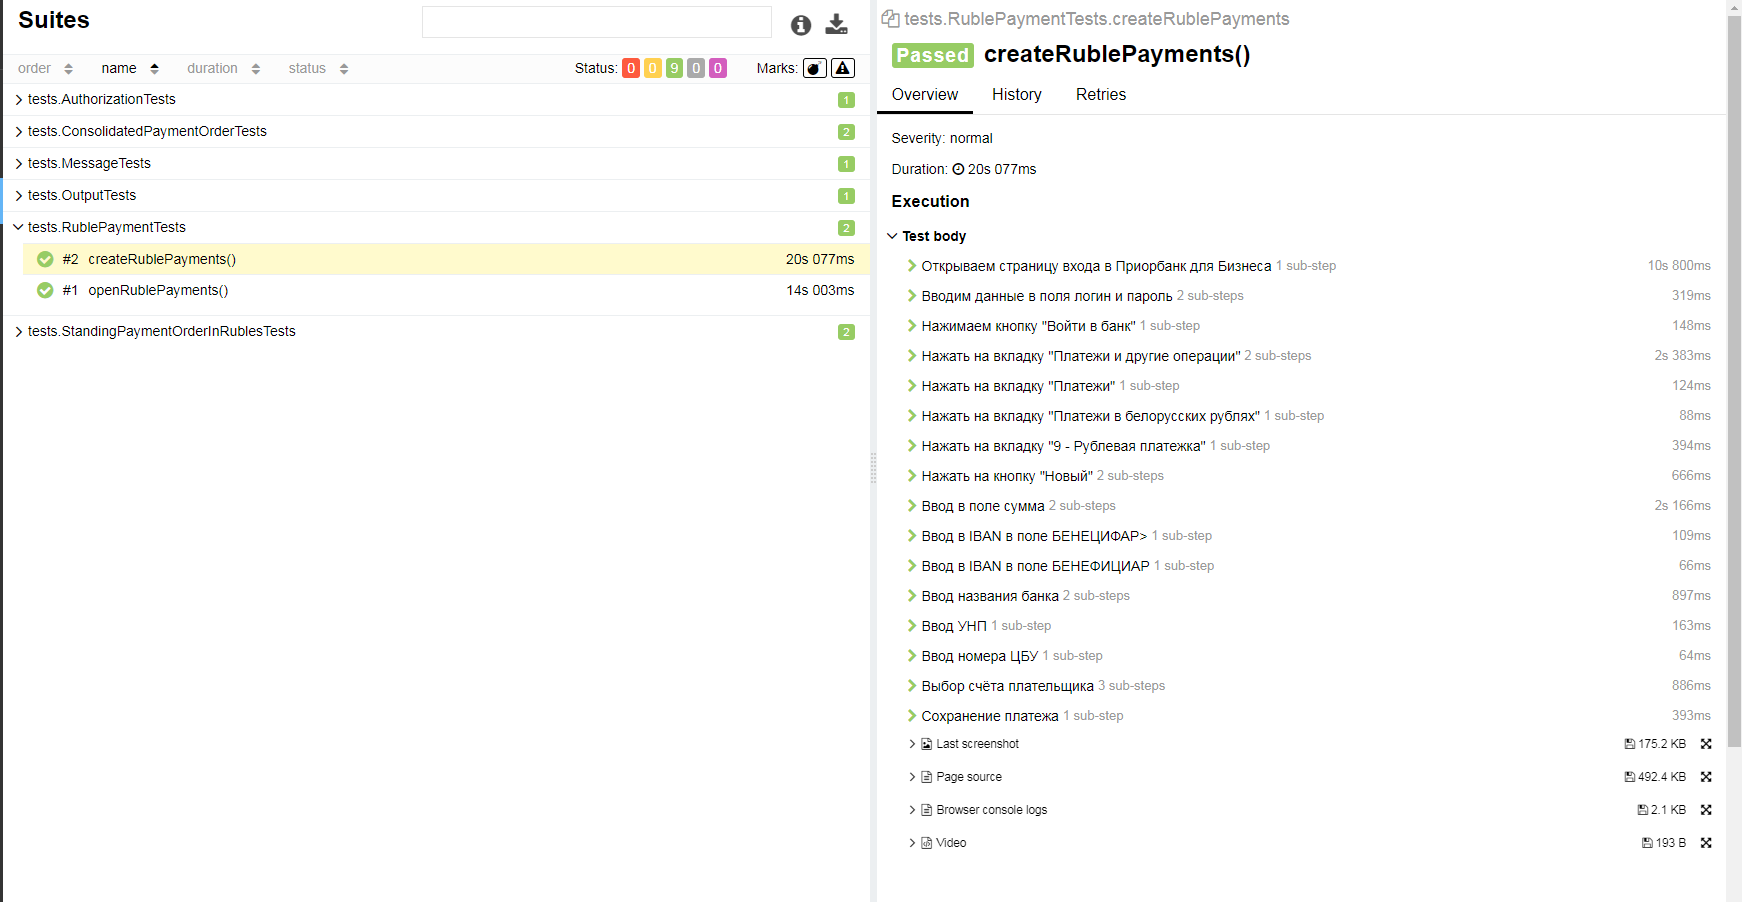 Suites
order name duration status Status: 0 0 9 0 0 Marks:
tests.AuthorizationTests 1
tests.ConsolidatedPaymentOrderTests 2
tests.MessageTests 1
tests.OutputTests 1
tests.RublePaymentTests 2
#2 createRublePayments() 20s 077ms
#1 openRublePayments() 14s 003ms
tests.StandingPaymentOrderInRublesTests 2
tests.RublePaymentTests.createRublePayments
Passed createRublePayments()
Overview History Retries
Severity: normal
Duration: 20s 077ms
Execution
Test body
Открываем страницу входа в Приорбанк для Бизнеса 1 sub-step 10s 800ms
Вводим данные в поля логин и пароль 2 sub-steps 319ms
Нажимаем кнопку "Войти в банк" 1 sub-step 148ms
Нажать на вкладку "Платежи и другие операции" 2 sub-steps 2s 383ms
Нажать на вкладку "Платежи" 1 sub-step 124ms
Нажать на вкладку "Платежи в белорусских рублях" 1 sub-step 88ms
Нажать на вкладку "9 - Рублевая платежка" 1 sub-step 394ms
Нажать на кнопку "Новый" 2 sub-steps 666ms
Ввод в поле сумма 2 sub-steps 2s 166ms
Ввод в IBAN в поле БЕНЕЦИФАР> 1 sub-step 109ms
Ввод в IBAN в поле БЕНЕФИЦИАР 1 sub-step 66ms
Ввод названия банка 2 sub-steps 897ms
Ввод УНП 1 sub-step 163ms
Ввод номера ЦБУ 1 sub-step 64ms
Выбор счёта плательщика 3 sub-steps 886ms
Сохранение платежа 1 sub-step 393ms
Last screenshot 175.2 KB
Page source 492.4 KB
Browser console logs 2.1 KB
Video 193 B